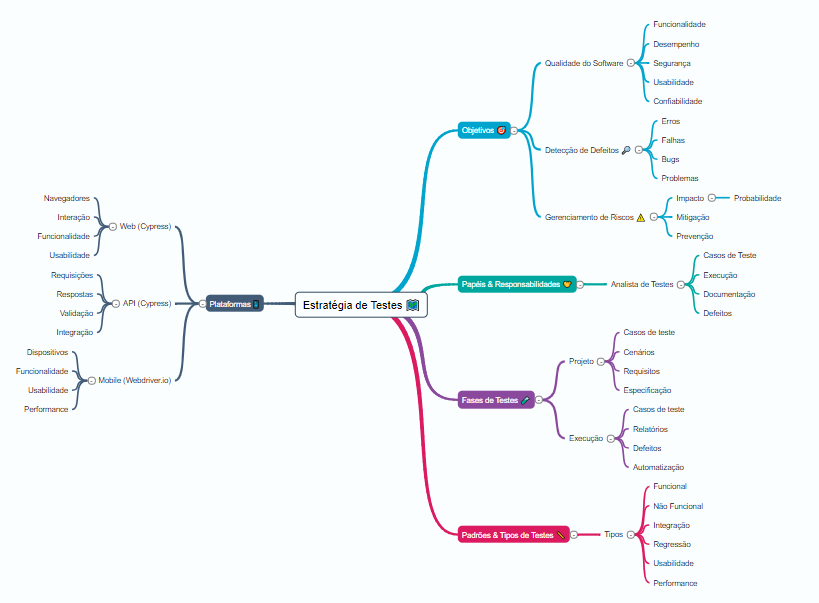 Estratégia de Testes
Objetivos
Qualidade do Software
Funcionalidade
Desempenho
Segurança
Usabilidade
Confiabilidade
Detecção de Defeitos
Erros
Falhas
Bugs
Problemas
Gerenciamento de Riscos
Impacto
Probabilidade
Mitigação
Prevenção
Papéis & Responsabilidades
Analista de Testes
Casos de Teste
Execução
Documentação
Defeitos
Fases de Testes
Projeto
Casos de teste
Cenários
Requisitos
Especificação
Execução
Casos de teste
Relatórios
Defeitos
Automatização
Padrões & Tipos de Testes
Tipos
Funcional
Não Funcional
Integração
Regressão
Usabilidade
Performance
Plataformas
Web (Cypress)
Navegadores
Interação
Funcionalidade
Usabilidade
API (Cypress)
Requisições
Respostas
Validação
Integração
Mobile (Webdriver.io)
Dispositivos
Funcionalidade
Usabilidade
Performance